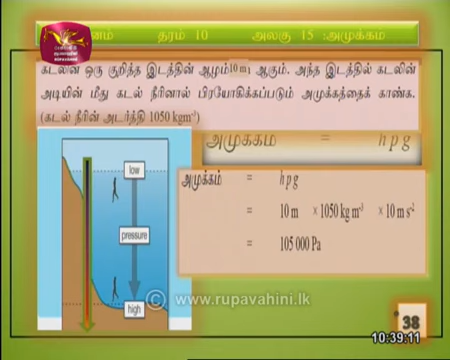 தரம் 10 அலகு 15 :அமுக்கம்
கடலின் ஒரு குறித்த இடத்தின் ஆழம் 10 m ஆகும். அந்த இடத்தில் கடலின்
அடியின் மீது கடல் நீரினால் பிரயோகிக்கப்படும் அமுக்கத்தைக் காண்க.
(கடல் நீரின் அடர்த்தி 1050 kgm⁻³)
அமுக்கம் = h p g
அமுக்கம் = h p g
= 10 m × 1050 kg m⁻³ × 10 m s⁻²
= 105 000 Pa
low
pressure
high
© www.rupavahini.lk
38
10:39:11